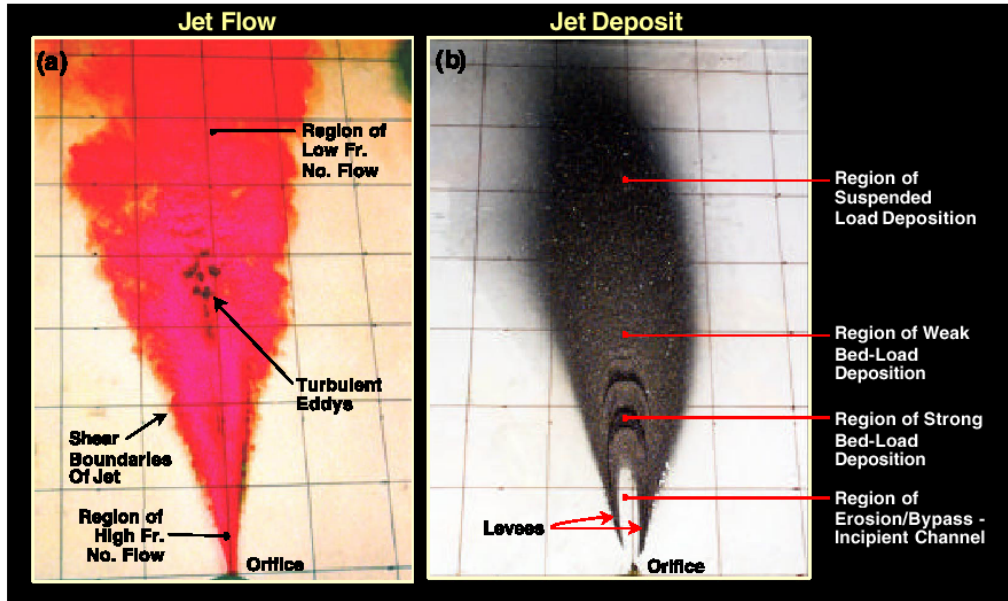 Jet Flow
Jet Deposit
(a)
Region of
Low Fr.
No. Flow
Turbulent
Eddys
Shear
Boundaries
Of Jet
Region of
High Fr.
No. Flow
Orifice
(b)
Region of
Suspended
Load Deposition
Region of Weak
Bed-Load
Deposition
Region of Strong
Bed-Load
Deposition
Region of
Erosion/Bypass -
Incipient Channel
Levees
Orifice